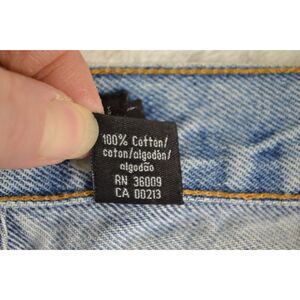 100% Cotton/
coton/algodón/
algodão
RN 36009
CA 00213